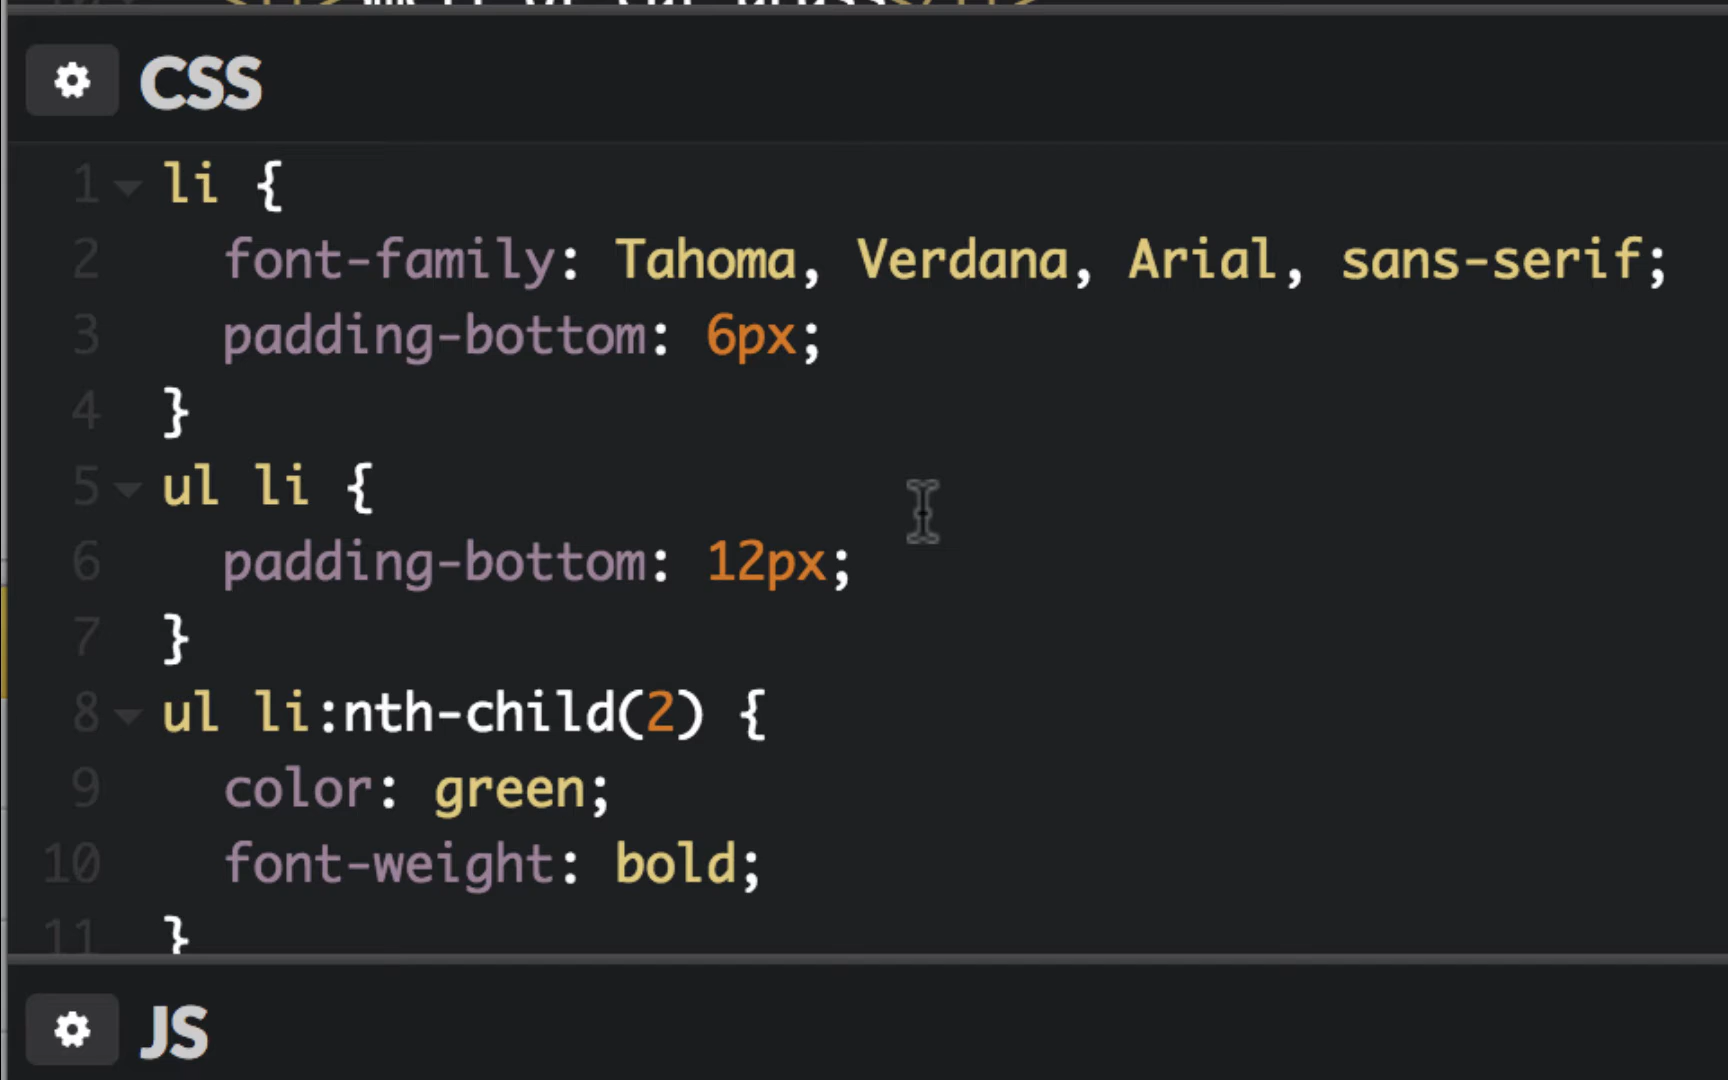 CSS
1 li {
2 font-family: Tahoma, Verdana, Arial, sans-serif;
3 padding-bottom: 6px;
4 }
5 ul li {
6 padding-bottom: 12px;
7 }
8 ul li:nth-child(2) {
9 color: green;
10 font-weight: bold;
11 }
JS